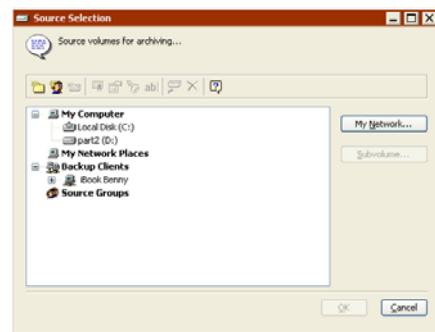 Source Selection
Source volumes for archiving...
abl
My Computer
Local Disk (C:)
part2 (D:)
My Network Places
Backup Clients
iBook Benny
Source Groups
My Network...
Subvolume...
OK
Cancel